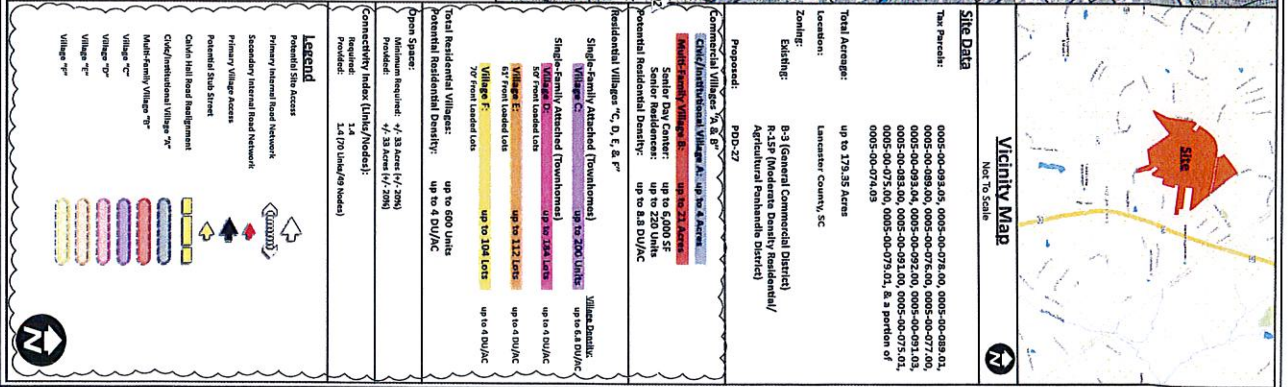 Vicinity Map
Not To Scale
Site
N
Site Data
Tax Parcels: 0005-00-093.05, 0005-00-078.00, 0005-00-089.01,
0005-00-089.00, 0005-00-076.00, 0005-00-077.00,
0005-00-093.04, 0005-00-092.00, 0005-00-091.03,
0005-00-083.00, 0005-00-091.00, 0005-00-075.01,
0005-00-075.00, 0005-00-079.01, & a portion of
0005-00-074.03
Total Acreage: up to 179.35 Acres
Location: Lancaster County, SC
Zoning:
Existing: B-3 (General Commercial District)
R-15P (Moderate Density Residential/
Agricultural Panhandle District)
Proposed: PDD-27
Commercial Villages "A & B"
Civic/Institutional Village A: up to 4 Acres
Multi-Family Village B: up to 21 Acres
Senior Day Center: up to 6,000 SF
Senior Residences: up to 220 Units
Potential Residential Density: up to 8.8 DU/AC
Residential Villages "C, D, E, & F"
Village Density:
Single-Family Attached (Townhomes)
Village C: up to 200 Units up to 6.8 DU/AC
Single-Family Attached (Townhomes)
Village D: up to 184 Lots up to 4 DU/AC
50' Front Loaded Lots
Village E: up to 112 Lots up to 4 DU/AC
61' Front Loaded Lots
Village F: up to 104 Lots up to 4 DU/AC
70' Front Loaded Lots
Total Residential Villages: up to 600 Units
Potential Residential Density: up to 4 DU/AC
Open Space:
Minimum Required: +/- 33 Acres (+/- 20%)
Provided: +/- 33 Acres (+/- 20%)
Connectivity Index (Links/Nodes):
Required: 1.4
Provided: 1.4 (70 Links/49 Nodes)
Legend
Potential Site Access
Primary Internal Road Network
Secondary Internal Road Network
Primary Village Access
Potential Stub Street
Calvin Hall Road Realignment
Civic/Institutional Village "A"
Multi-Family Village "B"
Village "C"
Village "D"
Village "E"
Village "F"
N